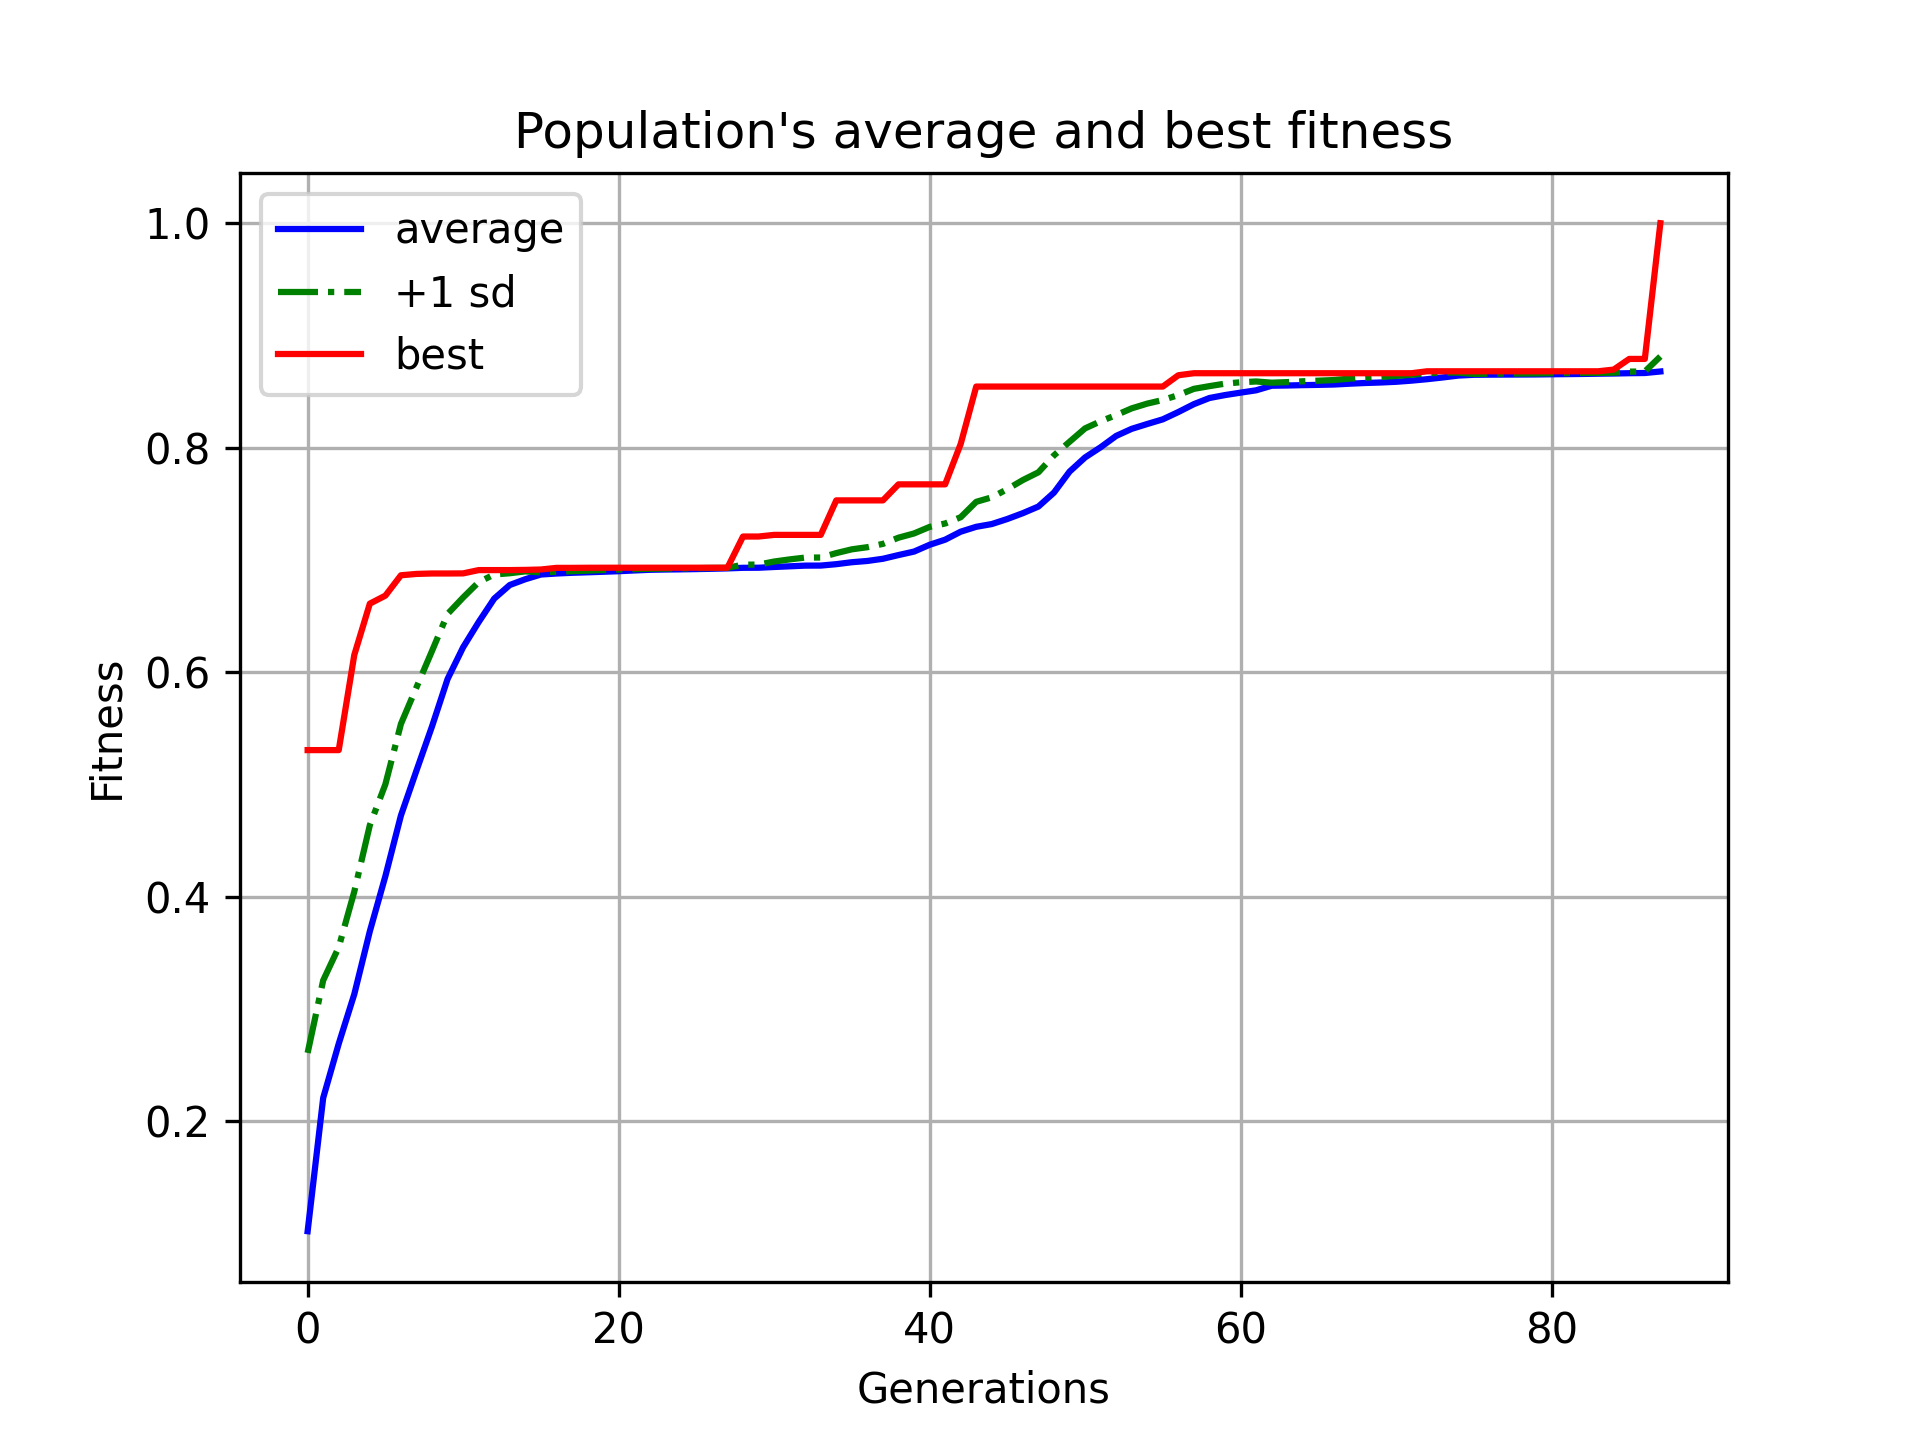 Population's average and best fitness
average
+1 sd
best
1.0
0.8
0.6
0.4
0.2
Fitness
0 20 40 60 80
Generations